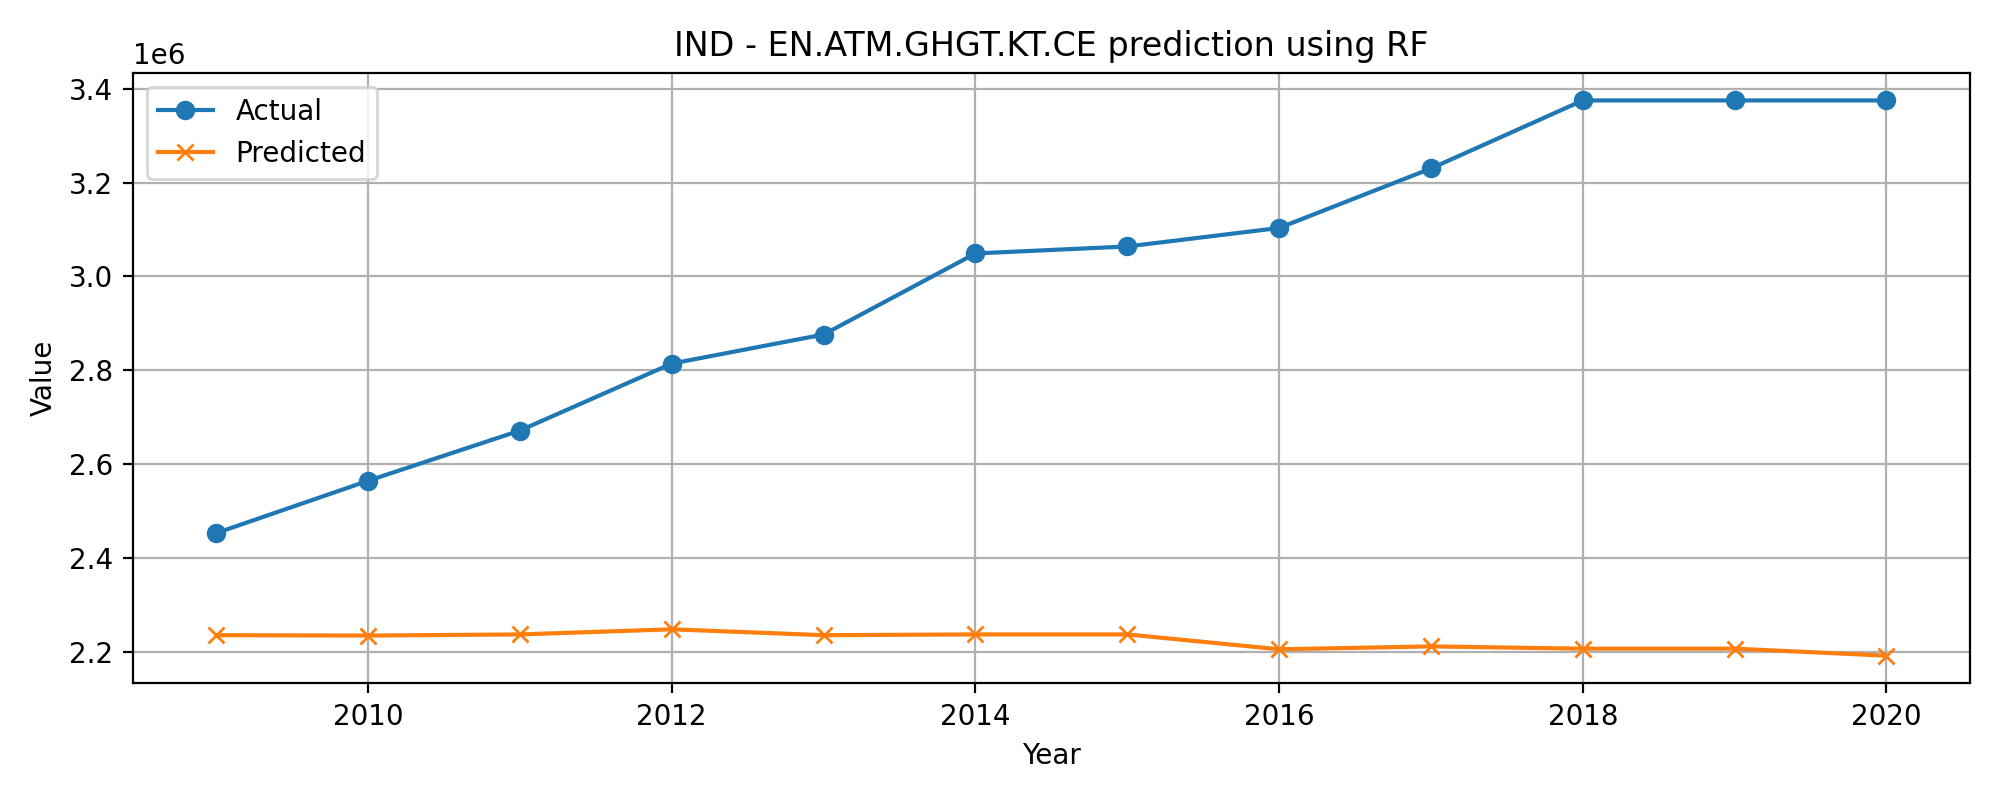 IND - EN.ATM.GHGT.KT.CE prediction using RF
1e6
3.4
3.2
3.0
2.8
2.6
2.4
2.2
Value
Actual
Predicted
2010 2012 2014 2016 2018 2020
Year